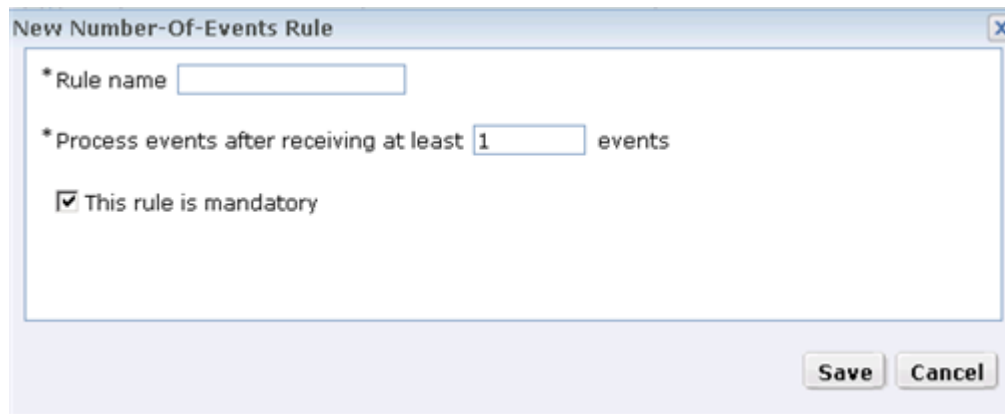 New Number-Of-Events Rule X
*Rule name
*Process events after receiving at least 1 events
This rule is mandatory
Save Cancel